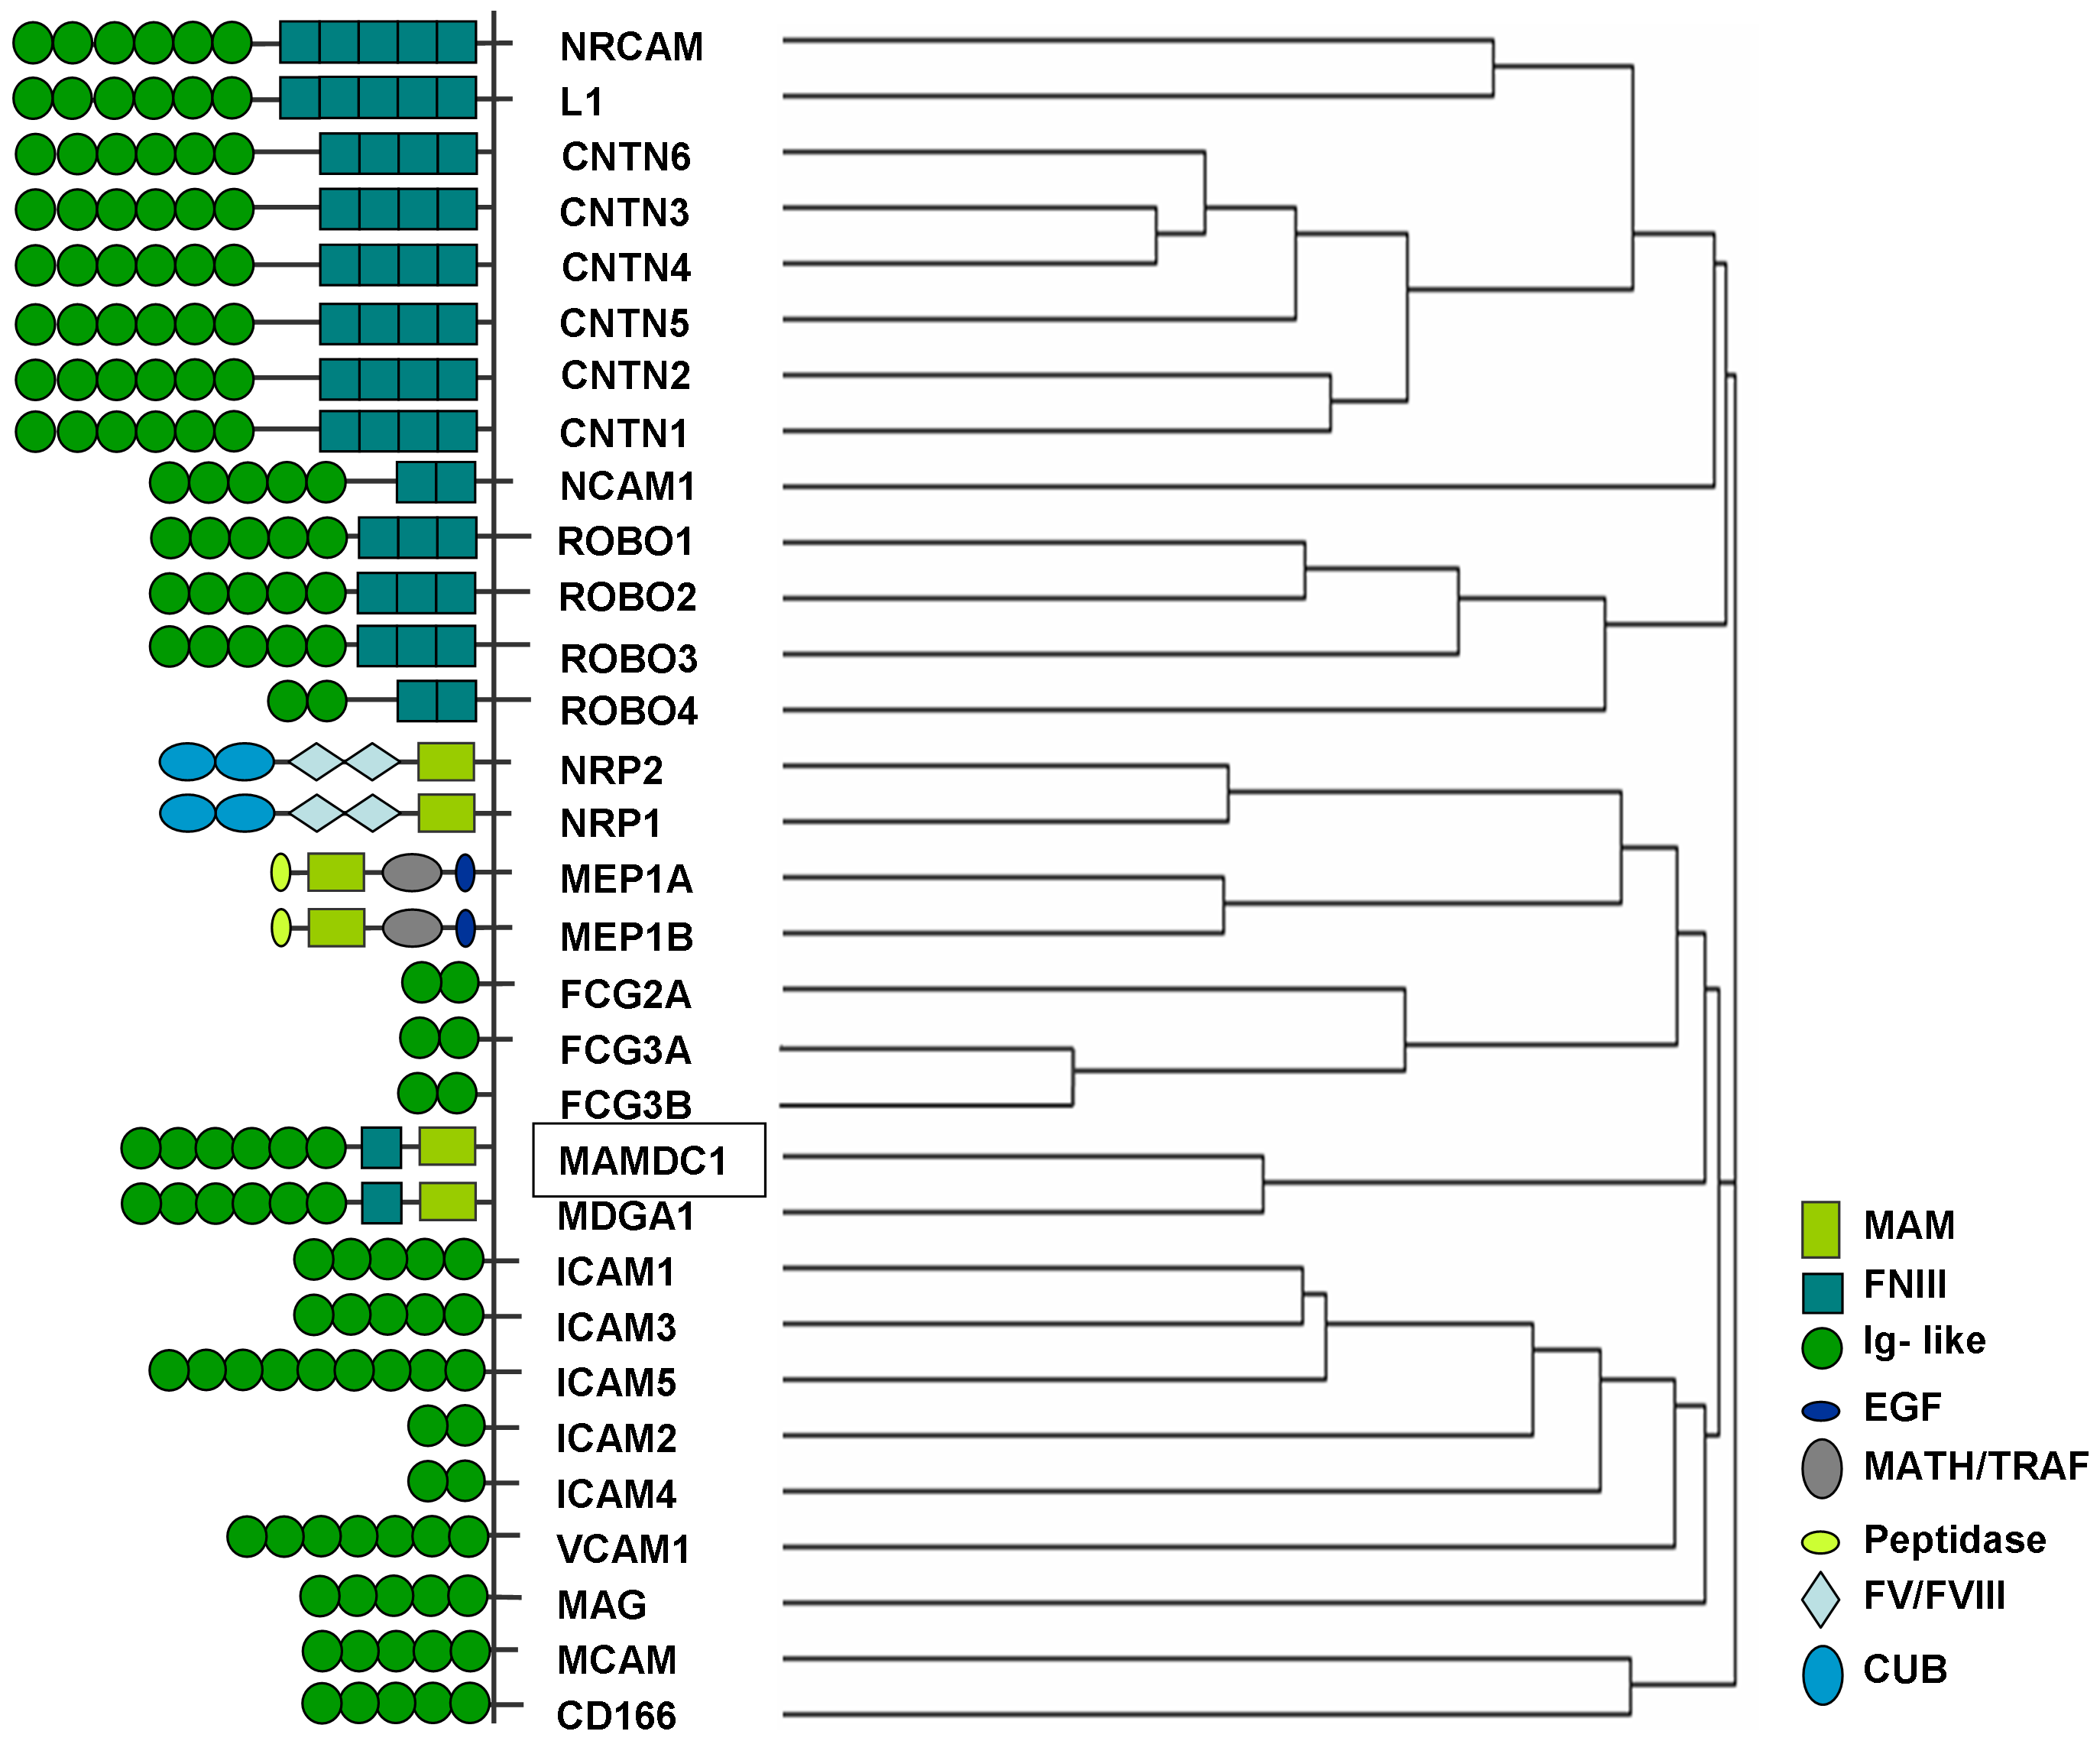 NRCAM
L1
CNTN6
CNTN3
CNTN4
CNTN5
CNTN2
CNTN1
NCAM1
ROBO1
ROBO2
ROBO3
ROBO4
NRP2
NRP1
MEP1A
MEP1B
FCG2A
FCG3A
FCG3B
MAMDC1
MDGA1
ICAM1
ICAM3
ICAM5
ICAM2
ICAM4
VCAM1
MAG
MCAM
CD166
MAM
FNIII
Ig- like
EGF
MATH/TRAF
Peptidase
FV/FVIII
CUB